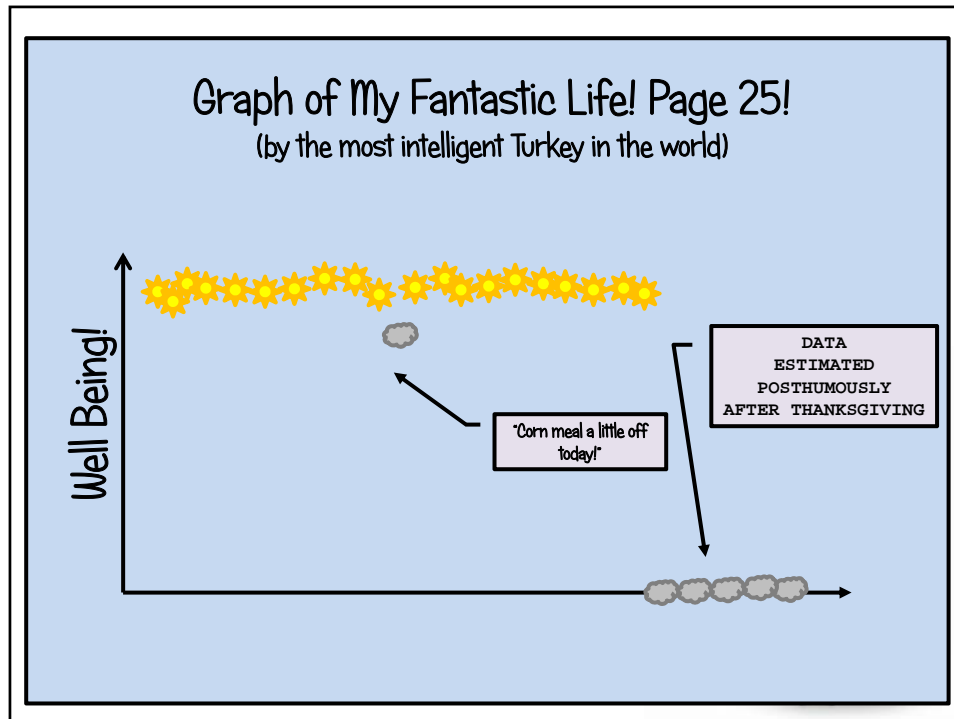 Graph of My Fantastic Life! Page 25!
(by the most intelligent Turkey in the world)
Well Being!
DATA
ESTIMATED
POSTHUMOUSLY
AFTER THANKSGIVING
"Corn meal a little off
today!"